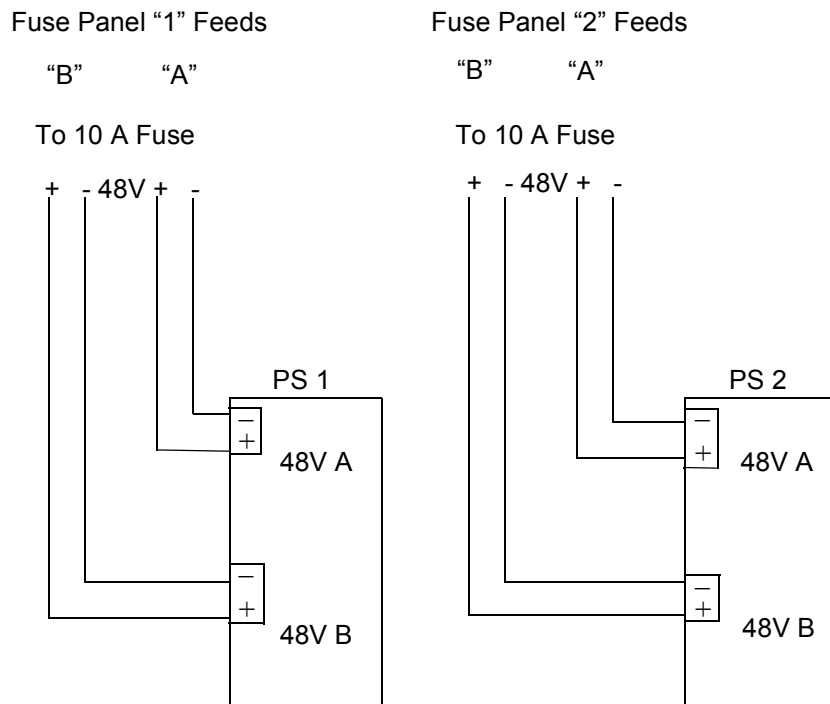 Fuse Panel “1” Feeds
“B” “A”
To 10 A Fuse
+ - 48V + -
PS 1
−
+
48V A
−
+
48V B
Fuse Panel “2” Feeds
“B” “A”
To 10 A Fuse
+ - 48V + -
PS 2
−
+
48V A
−
+
48V B